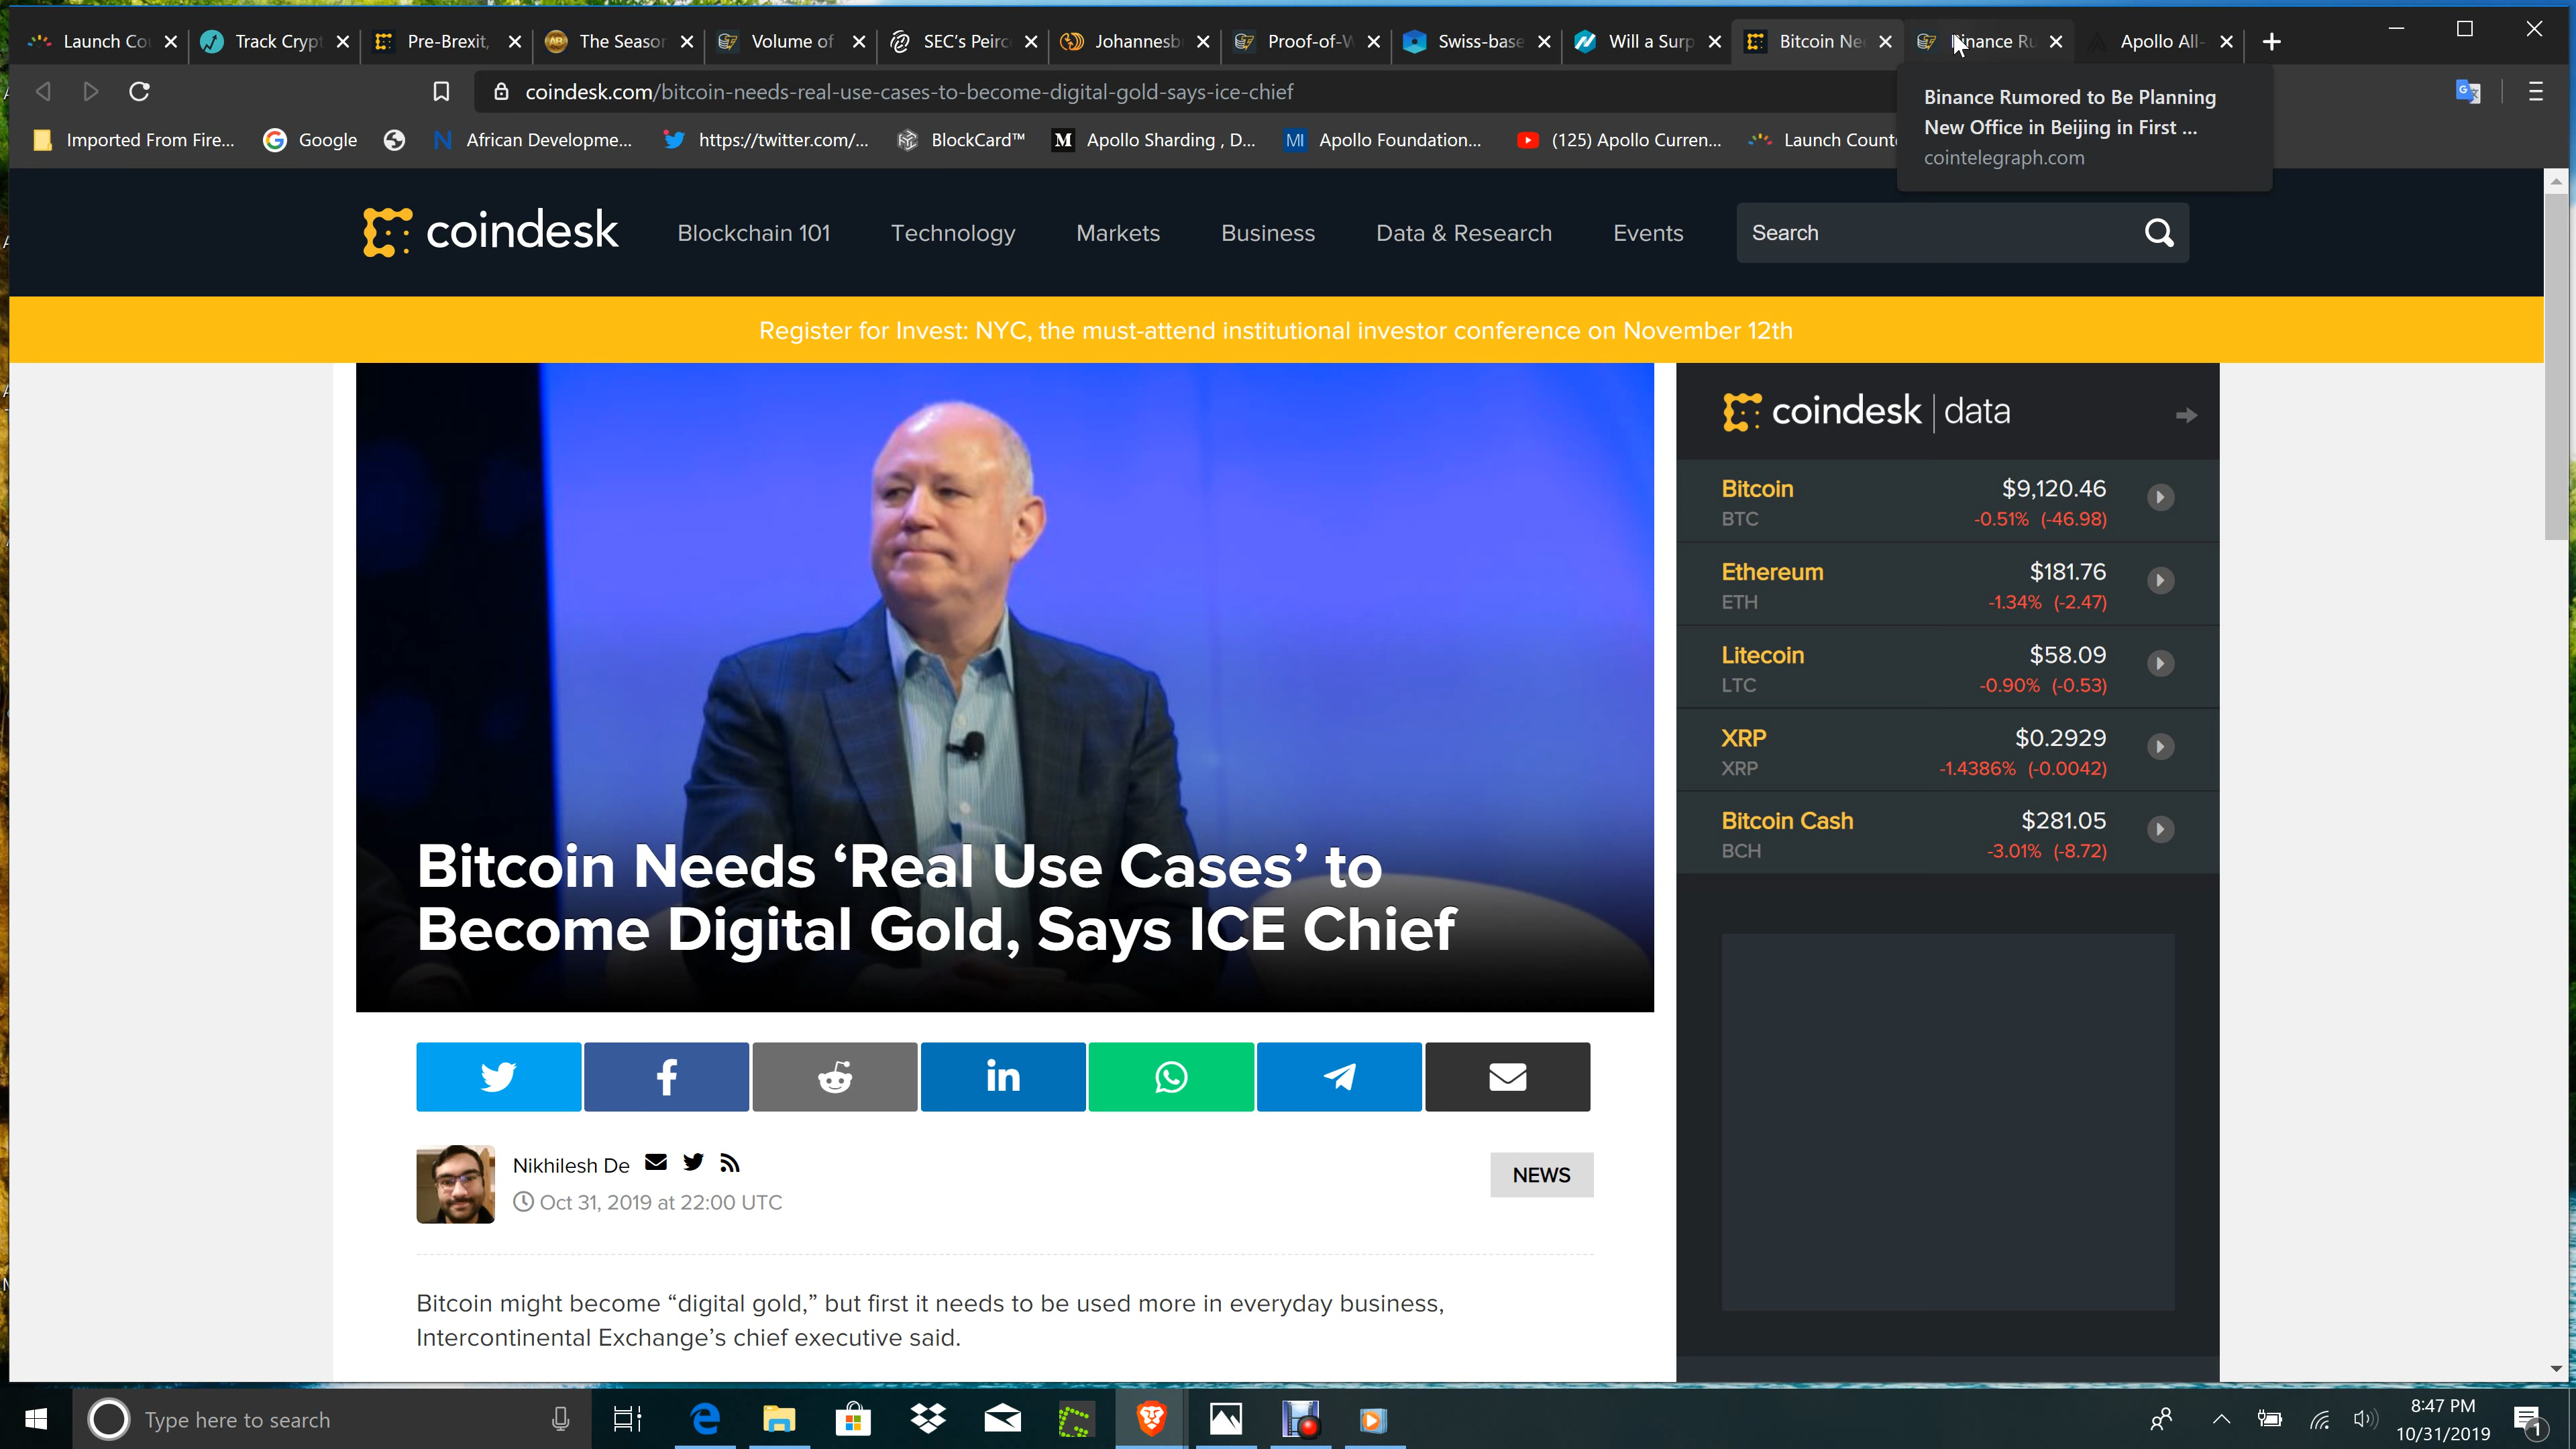 Launch Co
Track Crypt
Pre-Brexit,
The Season
Volume of
SEC's Peirc
Johannesb
Proof-of-W
Swiss-base
Will a Surp
Bitcoin Ne
Binance Ru
Apollo All-
coindesk.com/bitcoin-needs-real-use-cases-to-become-digital-gold-says-ice-chief
Binance Rumored to Be Planning
New Office in Beijing in First ...
cointelegraph.com
Imported From Fire...
Google
African Developme...
https://twitter.com/...
BlockCard™
M Apollo Sharding , D...
MI Apollo Foundation...
(125) Apollo Curren...
Launch Count
coindesk
Blockchain 101
Technology
Markets
Business
Data & Research
Events
Search
Register for Invest: NYC, the must-attend institutional investor conference on November 12th
Bitcoin Needs ‘Real Use Cases’ to
Become Digital Gold, Says ICE Chief
Nikhilesh De
Oct 31, 2019 at 22:00 UTC
NEWS
Bitcoin might become “digital gold,” but first it needs to be used more in everyday business,
Intercontinental Exchange’s chief executive said.
coindesk | data
Bitcoin $9,120.46
BTC -0.51% (-46.98)
Ethereum $181.76
ETH -1.34% (-2.47)
Litecoin $58.09
LTC -0.90% (-0.53)
XRP $0.2929
XRP -1.4386% (-0.0042)
Bitcoin Cash $281.05
BCH -3.01% (-8.72)
Type here to search
8:47 PM
10/31/2019
1